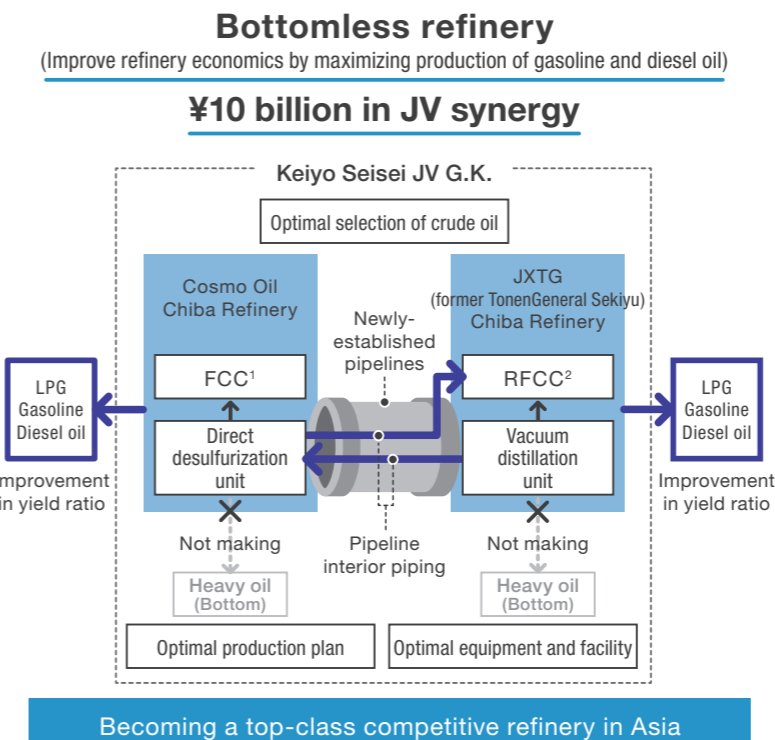 Bottomless refinery
(Improve refinery economics by maximizing production of gasoline and diesel oil)
¥10 billion in JV synergy
Keiyo Seisei JV G.K.
Optimal selection of crude oil
Cosmo Oil
Chiba Refinery
JXTG
(former TonenGeneral Sekiyu)
Chiba Refinery
Newly-
established
pipelines
FCC¹
RFCC²
LPG
Gasoline
Diesel oil
Improvement
in yield ratio
Direct
desulfurization
unit
Vacuum
distillation
unit
LPG
Gasoline
Diesel oil
Improvement
in yield ratio
Not making
Pipeline
interior piping
Not making
Heavy oil
(Bottom)
Heavy oil
(Bottom)
Optimal production plan
Optimal equipment and facility
Becoming a top-class competitive refinery in Asia